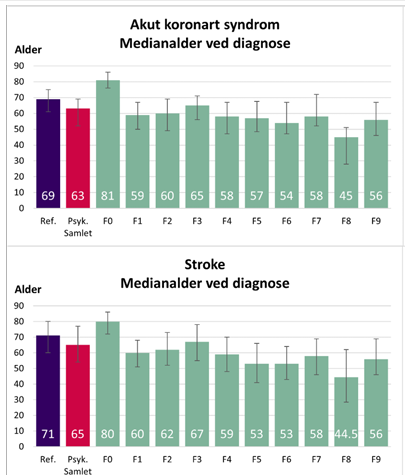 Akut koronart syndrom
Medianalder ved diagnose
Alder
90
80
70
60
50
40
30
20
10
0
69 63 81 59 60 65 58 57 54 58 45 56
Ref. Psyk. F0 F1 F2 F3 F4 F5 F6 F7 F8 F9
Samlet
Stroke
Medianalder ved diagnose
Alder
90
80
70
60
50
40
30
20
10
0
71 65 80 60 62 67 59 53 53 58 44.5 56
Ref. Psyk. F0 F1 F2 F3 F4 F5 F6 F7 F8 F9
Samlet